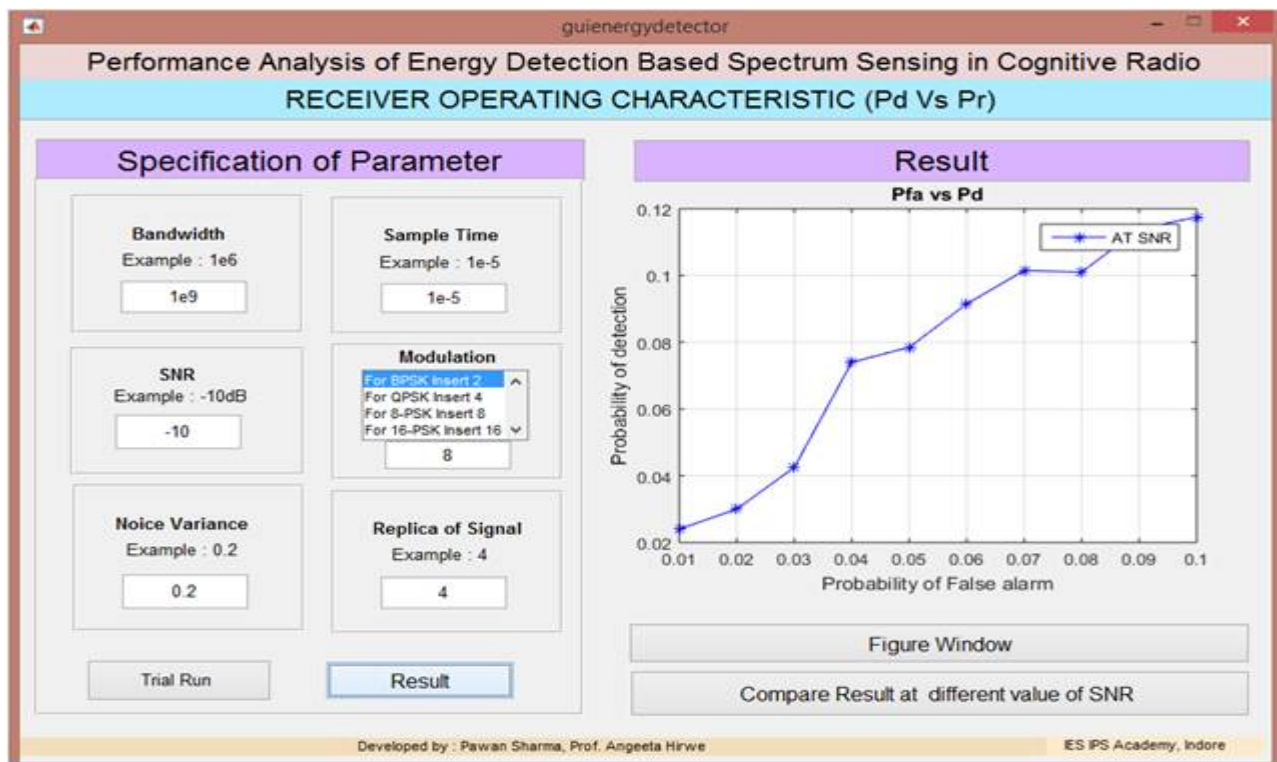 guienergydetector
Performance Analysis of Energy Detection Based Spectrum Sensing in Cognitive Radio
RECEIVER OPERATING CHARACTERISTIC (Pd Vs Pr)
Specification of Parameter
Bandwidth
Example : 1e6
1e9
Sample Time
Example : 1e-5
1e-5
SNR
Example : -10dB
-10
Modulation
For BPSK Insert 2
For QPSK Insert 4
For 8-PSK Insert 8
For 16-PSK Insert 16
8
Noice Variance
Example : 0.2
0.2
Replica of Signal
Example : 4
4
Trial Run
Result
Result
Pfa vs Pd
AT SNR
Probability of detection
0.12
0.1
0.08
0.06
0.04
0.02
0.01 0.02 0.03 0.04 0.05 0.06 0.07 0.08 0.09 0.1
Probability of False alarm
Figure Window
Compare Result at different value of SNR
Developed by : Pawan Sharma, Prof. Angeeta Hirwe
IES IPS Academy, Indore